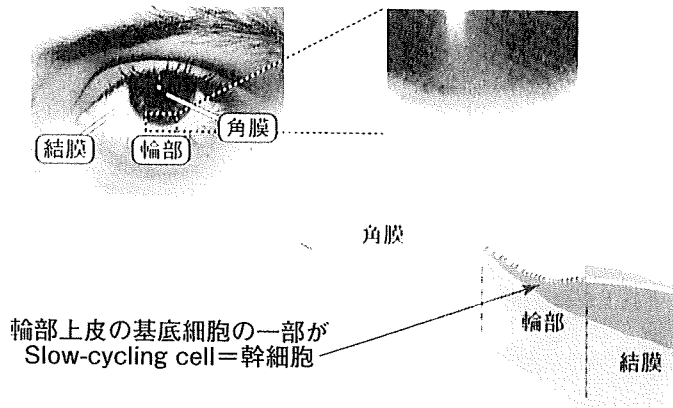 結膜
輪部
角膜
角膜
輪部
結膜
輪部上皮の基底細胞の一部が
Slow-cycling cell＝幹細胞